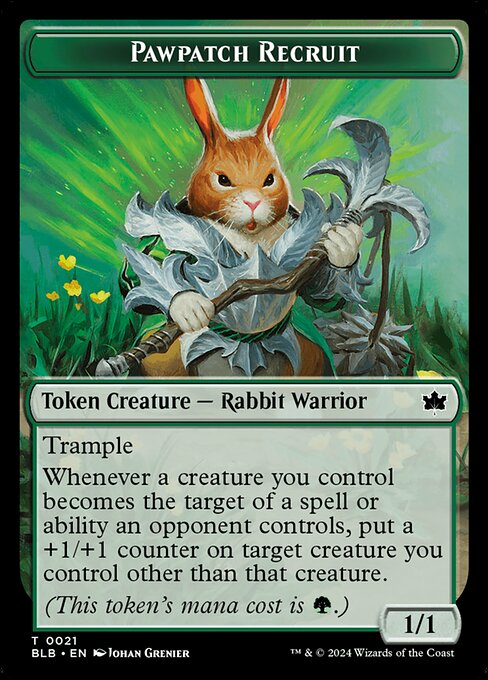 Pawpatch Recruit
Token Creature — Rabbit Warrior
Trample
Whenever a creature you control
becomes the target of a spell or
ability an opponent controls, put a
+1/+1 counter on target creature you
control other than that creature.
(This token's mana cost is .)
1/1
T 0021
BLB • EN Johan Grenier
™ & © 2024 Wizards of the Coast